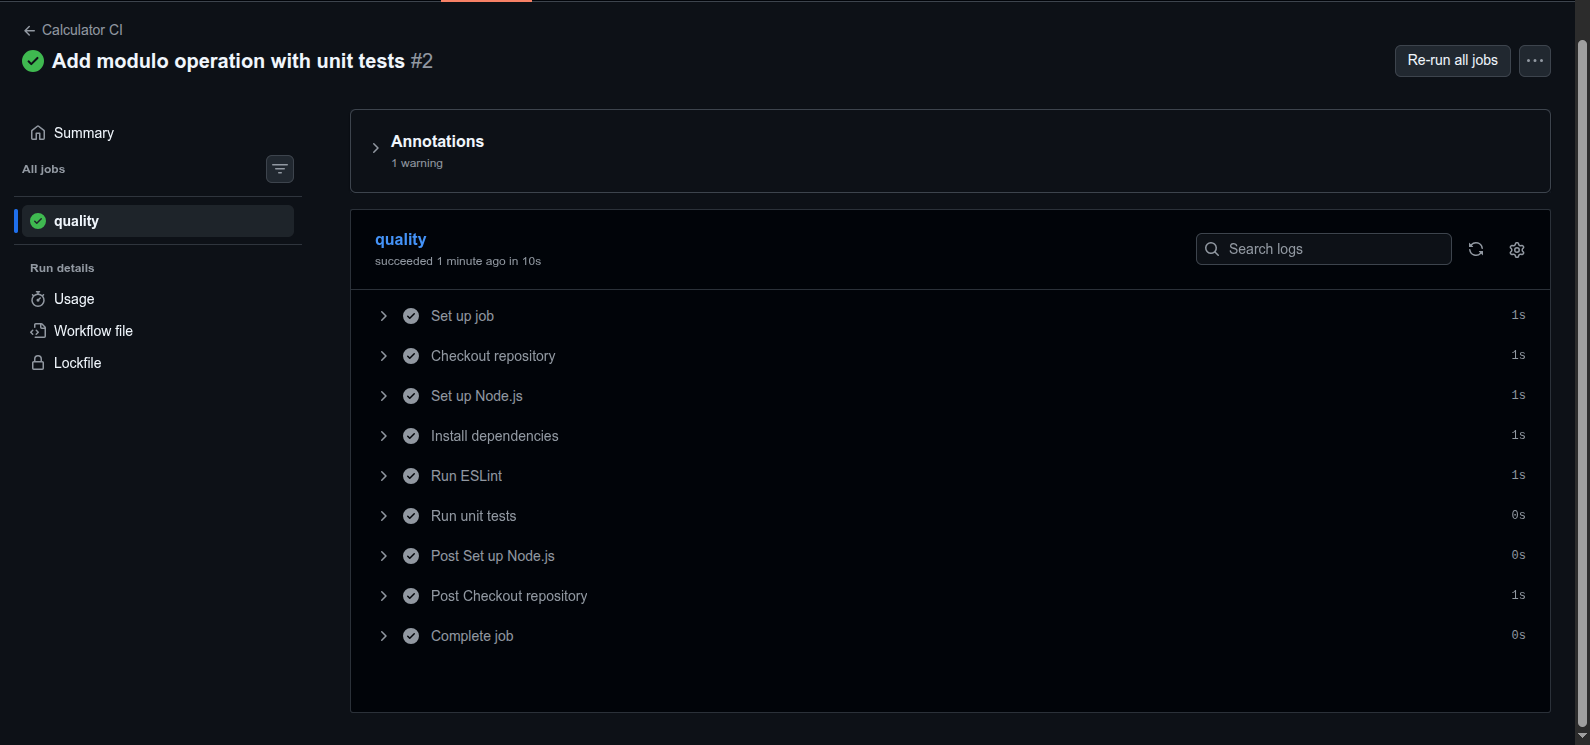 Calculator CI
Add modulo operation with unit tests #2
Re-run all jobs
Summary
All jobs
quality
Run details
Usage
Workflow file
Lockfile
Annotations
1 warning
quality
succeeded 1 minute ago in 10s
Search logs
Set up job 1s
Checkout repository 1s
Set up Node.js 1s
Install dependencies 1s
Run ESLint 1s
Run unit tests 0s
Post Set up Node.js 0s
Post Checkout repository 1s
Complete job 0s